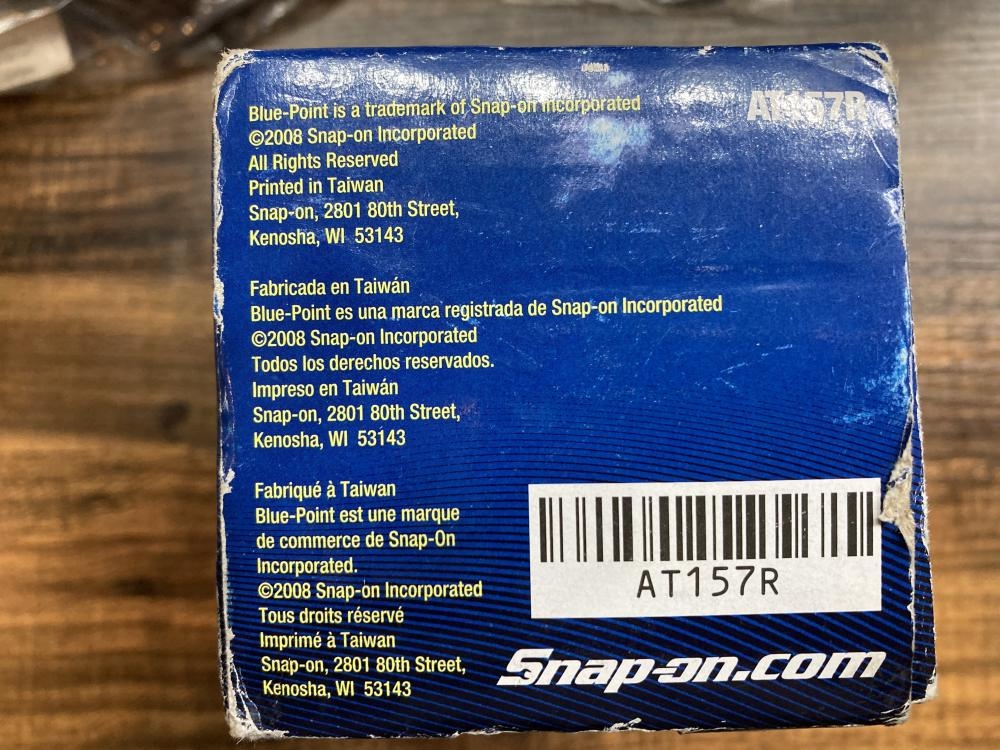 Blue-Point is a trademark of Snap-on Incorporated
©2008 Snap-on Incorporated
All Rights Reserved
Printed in Taiwan
Snap-on, 2801 80th Street,
Kenosha, WI 53143
AT157R
Fabricada en Taiwán
Blue-Point es una marca registrada de Snap-on Incorporated
©2008 Snap-on Incorporated
Todos los derechos reservados.
Impreso en Taiwán
Snap-on, 2801 80th Street,
Kenosha, WI 53143
Fabriqué à Taiwan
Blue-Point est une marque
de commerce de Snap-On
Incorporated.
©2008 Snap-on Incorporated
Tous droits réservé
Imprimé à Taiwan
Snap-on, 2801 80th Street,
Kenosha, WI 53143
AT157R
Snap-on.com